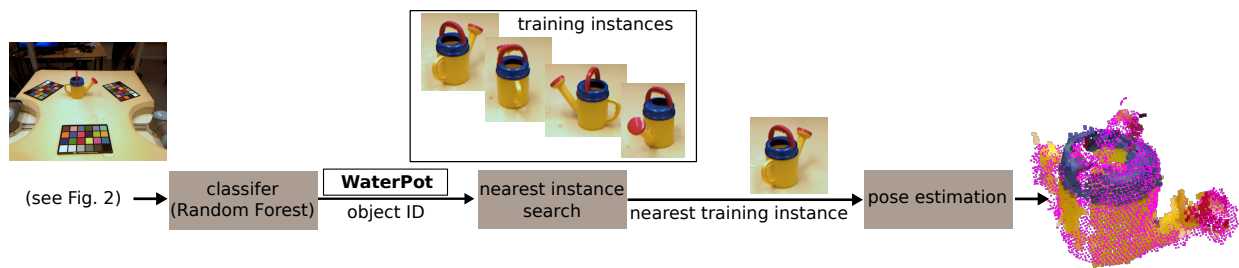 training instances
(see Fig. 2)
classifer
(Random Forest)
WaterPot
object ID
nearest instance
search
nearest training instance
pose estimation